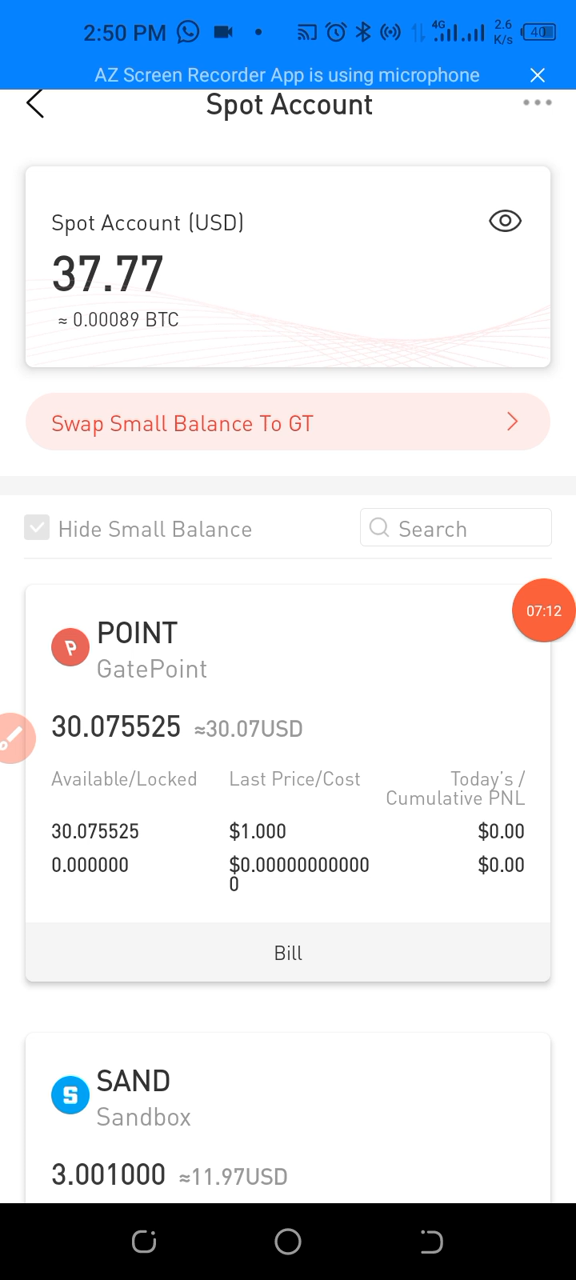 2:50 PM 4G 2.6 K/s 40
AZ Screen Recorder App is using microphone
Spot Account
Spot Account (USD)
37.77
≈ 0.00089 BTC
Swap Small Balance To GT
Hide Small Balance Search
07:12
P POINT
GatePoint
30.075525 ≈30.07USD
Available/Locked Last Price/Cost Today's / Cumulative PNL
30.075525 $1.000 $0.00
0.000000 $0.00000000000 $0.00
0
Bill
S SAND
Sandbox
3.001000 ≈11.97USD